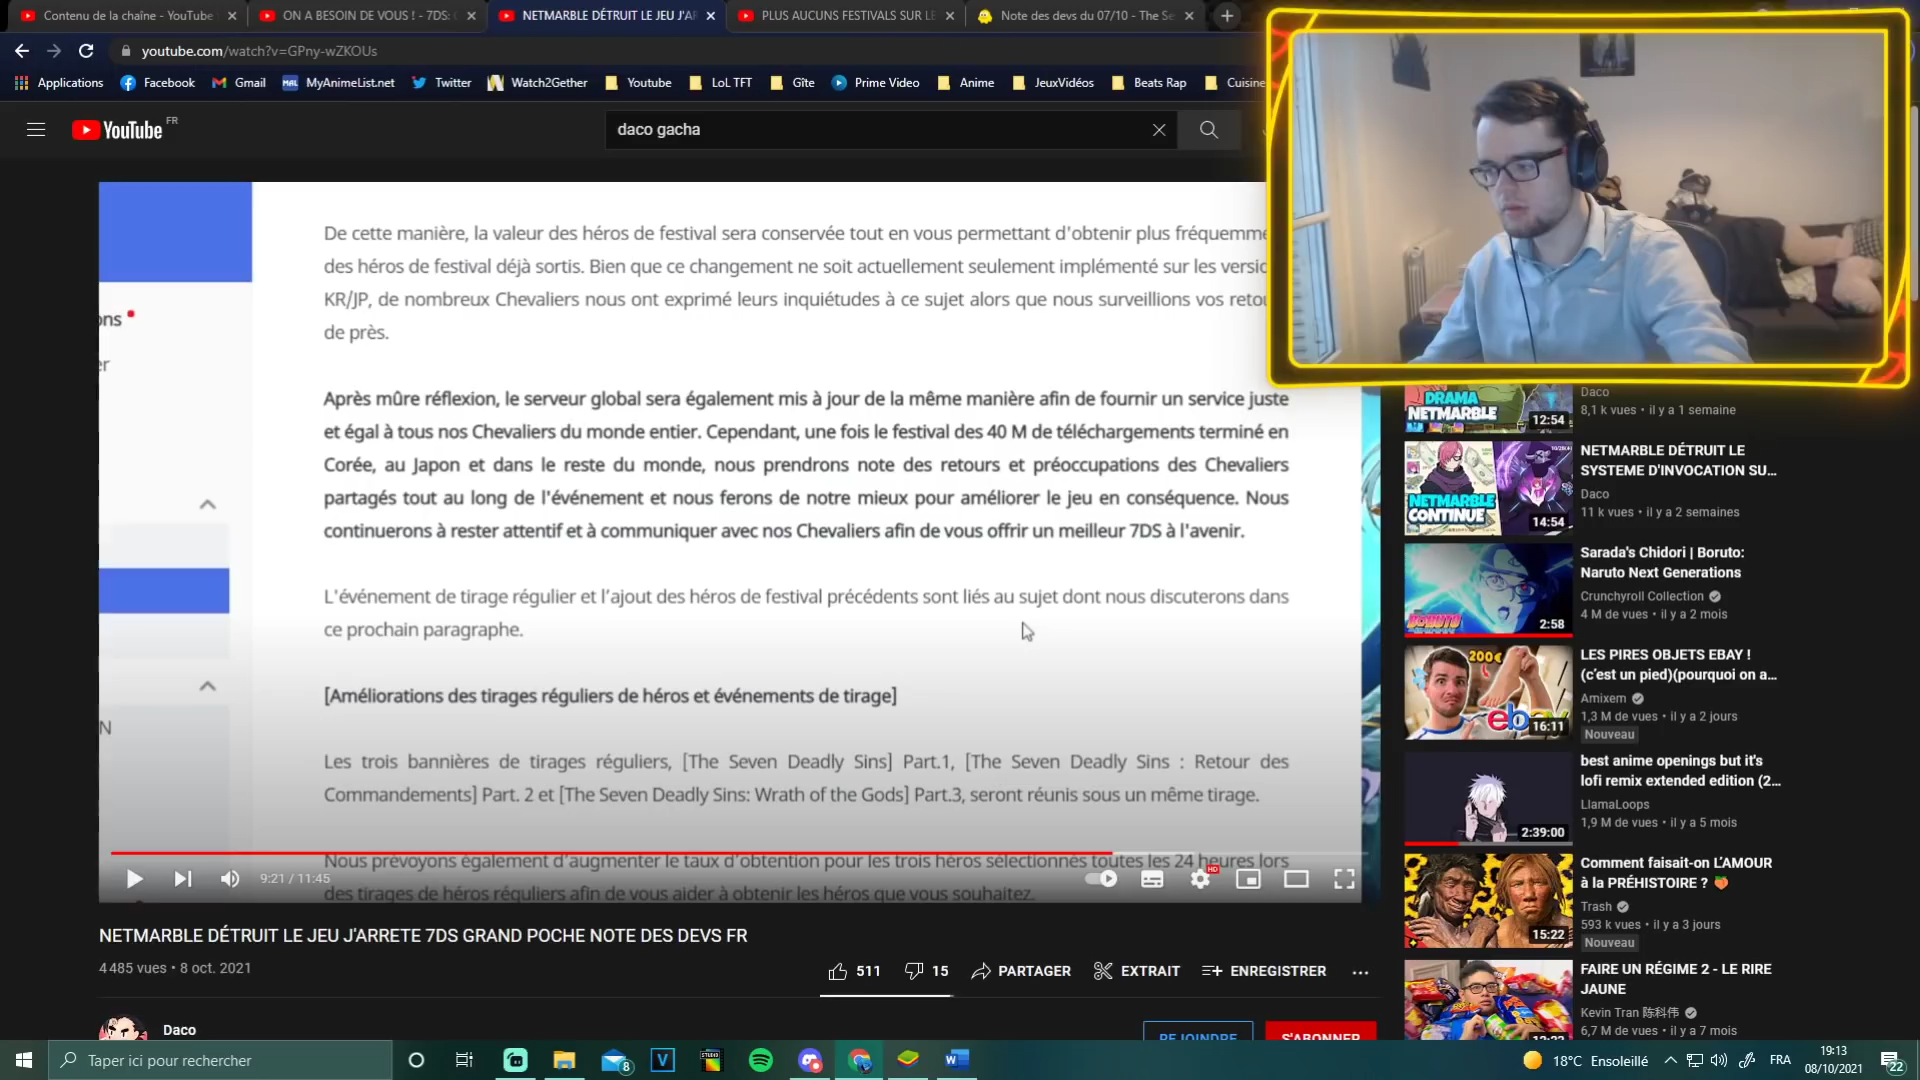 Contenu de la chaîne - YouTube
ON A BESOIN DE VOUS ! - 7DS:
NETMARBLE DÉTRUIT LE JEU J'AR
PLUS AUCUNS FESTIVALS SUR LE
Note des devs du 07/10 - The Se
youtube.com/watch?v=GPny-wZKOUs
Applications
Facebook
Gmail
MyAnimeList.net
Twitter
Watch2Gether
Youtube
LoL TFT
Gîte
Prime Video
Anime
JeuxVidéos
Beats Rap
Cuisine
YouTube FR
daco gacha
De cette manière, la valeur des héros de festival sera conservée tout en vous permettant d'obtenir plus fréquemme
des héros de festival déjà sortis. Bien que ce changement ne soit actuellement seulement implémenté sur les versi
KR/JP, de nombreux Chevaliers nous ont exprimé leurs inquiétudes à ce sujet alors que nous surveillions vos retou
de près.
ons
er
Après mûre réflexion, le serveur global sera également mis à jour de la même manière afin de fournir un service juste
et égal à tous nos Chevaliers du monde entier. Cependant, une fois le festival des 40 M de téléchargements terminé en
Corée, au Japon et dans le reste du monde, nous prendrons note des retours et préoccupations des Chevaliers
partagés tout au long de l'événement et nous ferons de notre mieux pour améliorer le jeu en conséquence. Nous
continuerons à rester attentif et à communiquer avec nos Chevaliers afin de vous offrir un meilleur 7DS à l'avenir.
L'événement de tirage régulier et l'ajout des héros de festival précédents sont liés au sujet dont nous discuterons dans
ce prochain paragraphe.
[Améliorations des tirages réguliers de héros et événements de tirage]
N
Les trois bannières de tirages réguliers, [The Seven Deadly Sins] Part.1, [The Seven Deadly Sins : Retour des
Commandements] Part. 2 et [The Seven Deadly Sins: Wrath of the Gods] Part.3, seront réunis sous un même tirage.
Nous prévoyons également d'augmenter le taux d'obtention pour les trois héros sélectionnés toutes les 24 heures lors
des tirages de héros réguliers afin de vous aider à obtenir les héros que vous souhaitez.
9:21 / 11:45
HD
NETMARBLE DÉTRUIT LE JEU J'ARRETE 7DS GRAND POCHE NOTE DES DEVS FR
4 485 vues • 8 oct. 2021
511
15
PARTAGER
EXTRAIT
ENREGISTRER
Daco
REJOINDRE
S'ABONNER
DRAMA
NETMARBLE
12:54
Daco
8,1 k vues • il y a 1 semaine
NETMARBLE
CONTINUE
14:54
NETMARBLE DÉTRUIT LE
SYSTEME D'INVOCATION SU...
Daco
11 k vues • il y a 2 semaines
BORUTO
2:58
Sarada's Chidori | Boruto:
Naruto Next Generations
Crunchyroll Collection
4 M de vues • il y a 2 mois
200€
ebay
16:11
LES PIRES OBJETS EBAY !
(c'est un pied)(pourquoi on a...
Amixem
1,3 M de vues • il y a 2 jours
Nouveau
2:39:00
best anime openings but it's
lofi remix extended edition (2...
LlamaLoops
1,9 M de vues • il y a 5 mois
15:22
Comment faisait-on L'AMOUR
à la PRÉHISTOIRE ?
Trash
593 k vues • il y a 3 jours
Nouveau
FAIRE UN RÉGIME 2 - LE RIRE
JAUNE
Kevin Tran 陈科伟
6,7 M de vues • il y a 7 mois
Taper ici pour rechercher
8
18°C Ensoleillé
FRA
19:13
08/10/2021
22